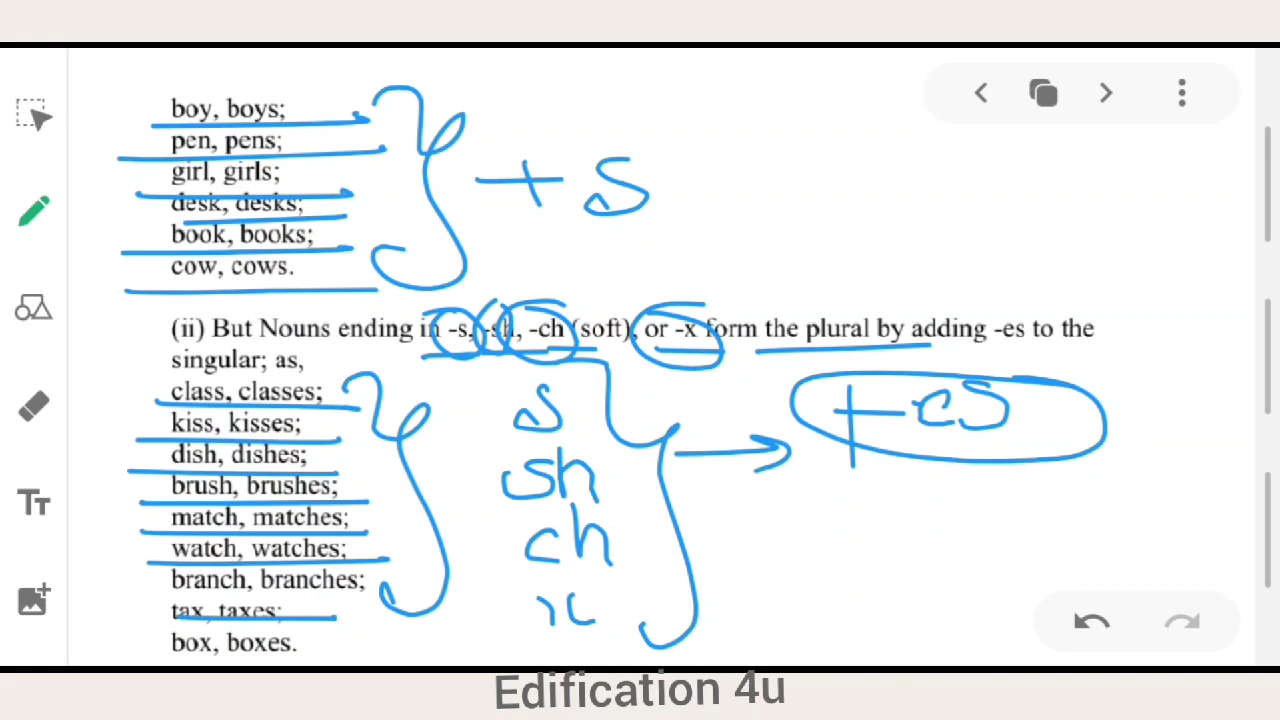 boy, boys;
pen, pens;
girl, girls;
desk, desks;
book, books;
cow, cows.
+ s
(ii) But Nouns ending in -s, -sh, -ch (soft), or -x form the plural by adding -es to the
singular; as,
class, classes;
kiss, kisses;
dish, dishes;
brush, brushes;
match, matches;
watch, watches;
branch, branches;
tax, taxes;
box, boxes.
s
sh
ch
x
+es
TT
Edification 4u